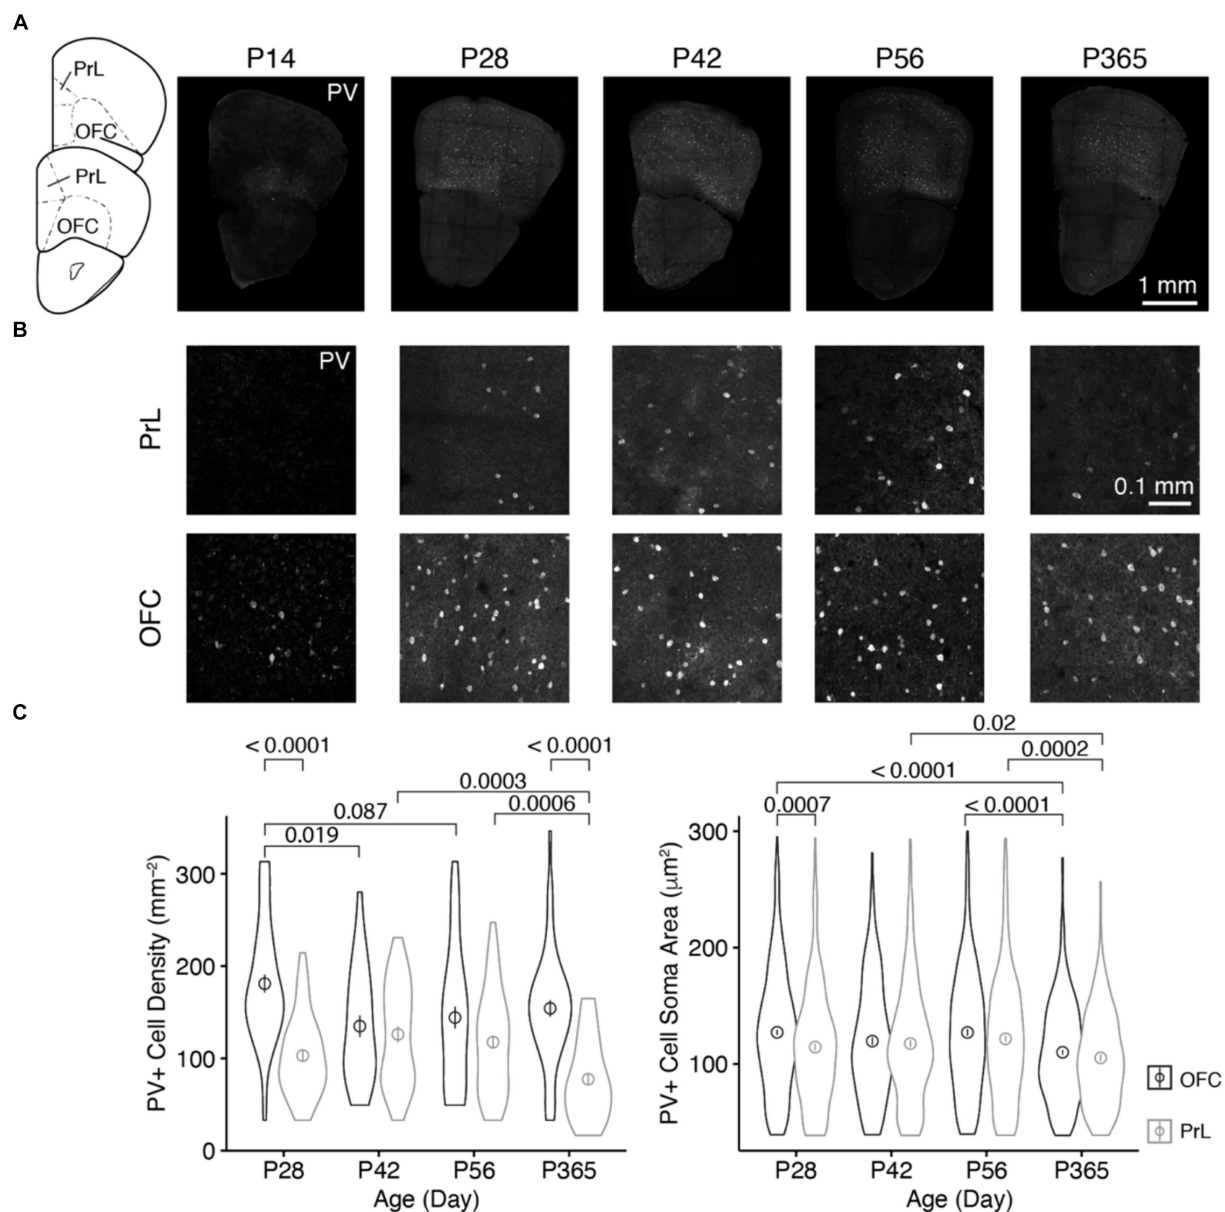 A
P14
P28
P42
P56
P365
PrL
OFC
PrL
OFC
PV
1 mm
B
PV
PrL
0.1 mm
OFC
C
< 0.0001
< 0.0001
0.0003
0.0006
0.087
0.019
PV+ Cell Density (mm⁻²)
300
200
100
0
P28
P42
P56
P365
Age (Day)
0.02
0.0002
< 0.0001
0.0007
< 0.0001
PV+ Cell Soma Area (μm²)
300
200
100
P28
P42
P56
P365
Age (Day)
OFC
PrL